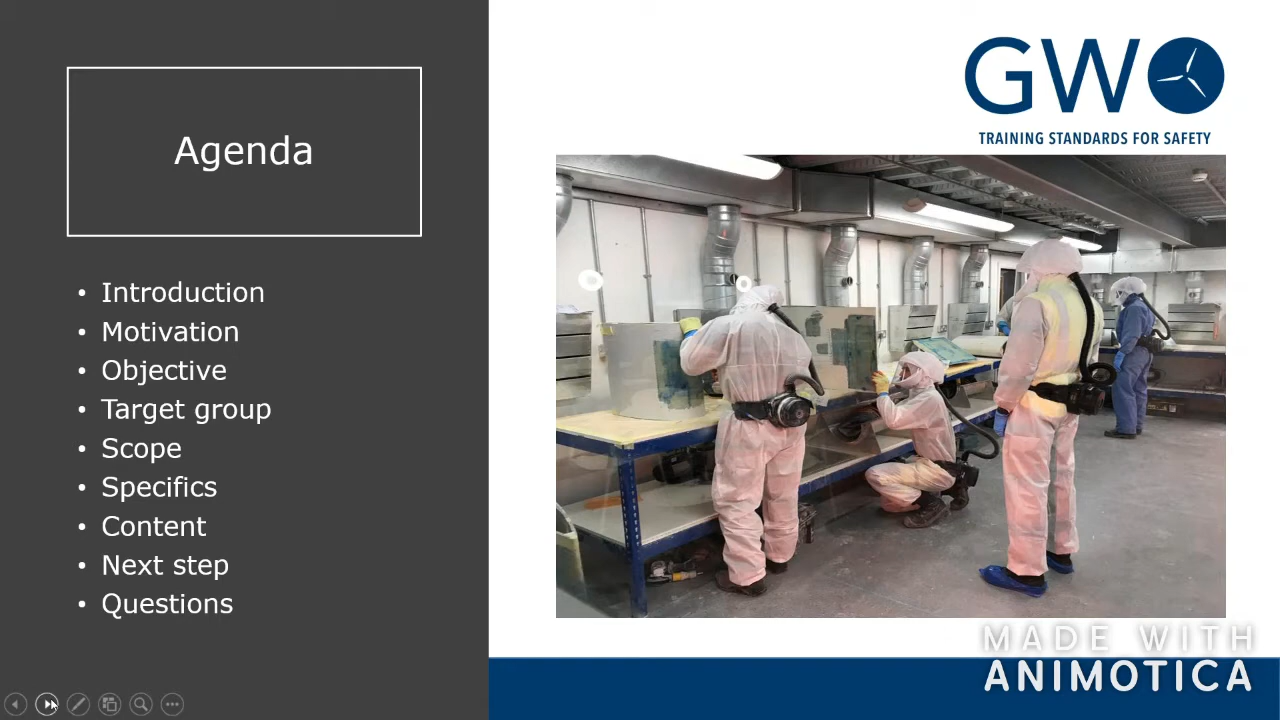 Agenda
• Introduction
• Motivation
• Objective
• Target group
• Scope
• Specifics
• Content
• Next step
• Questions
GWO
TRAINING STANDARDS FOR SAFETY
MADE WITH
ANIMOTICA